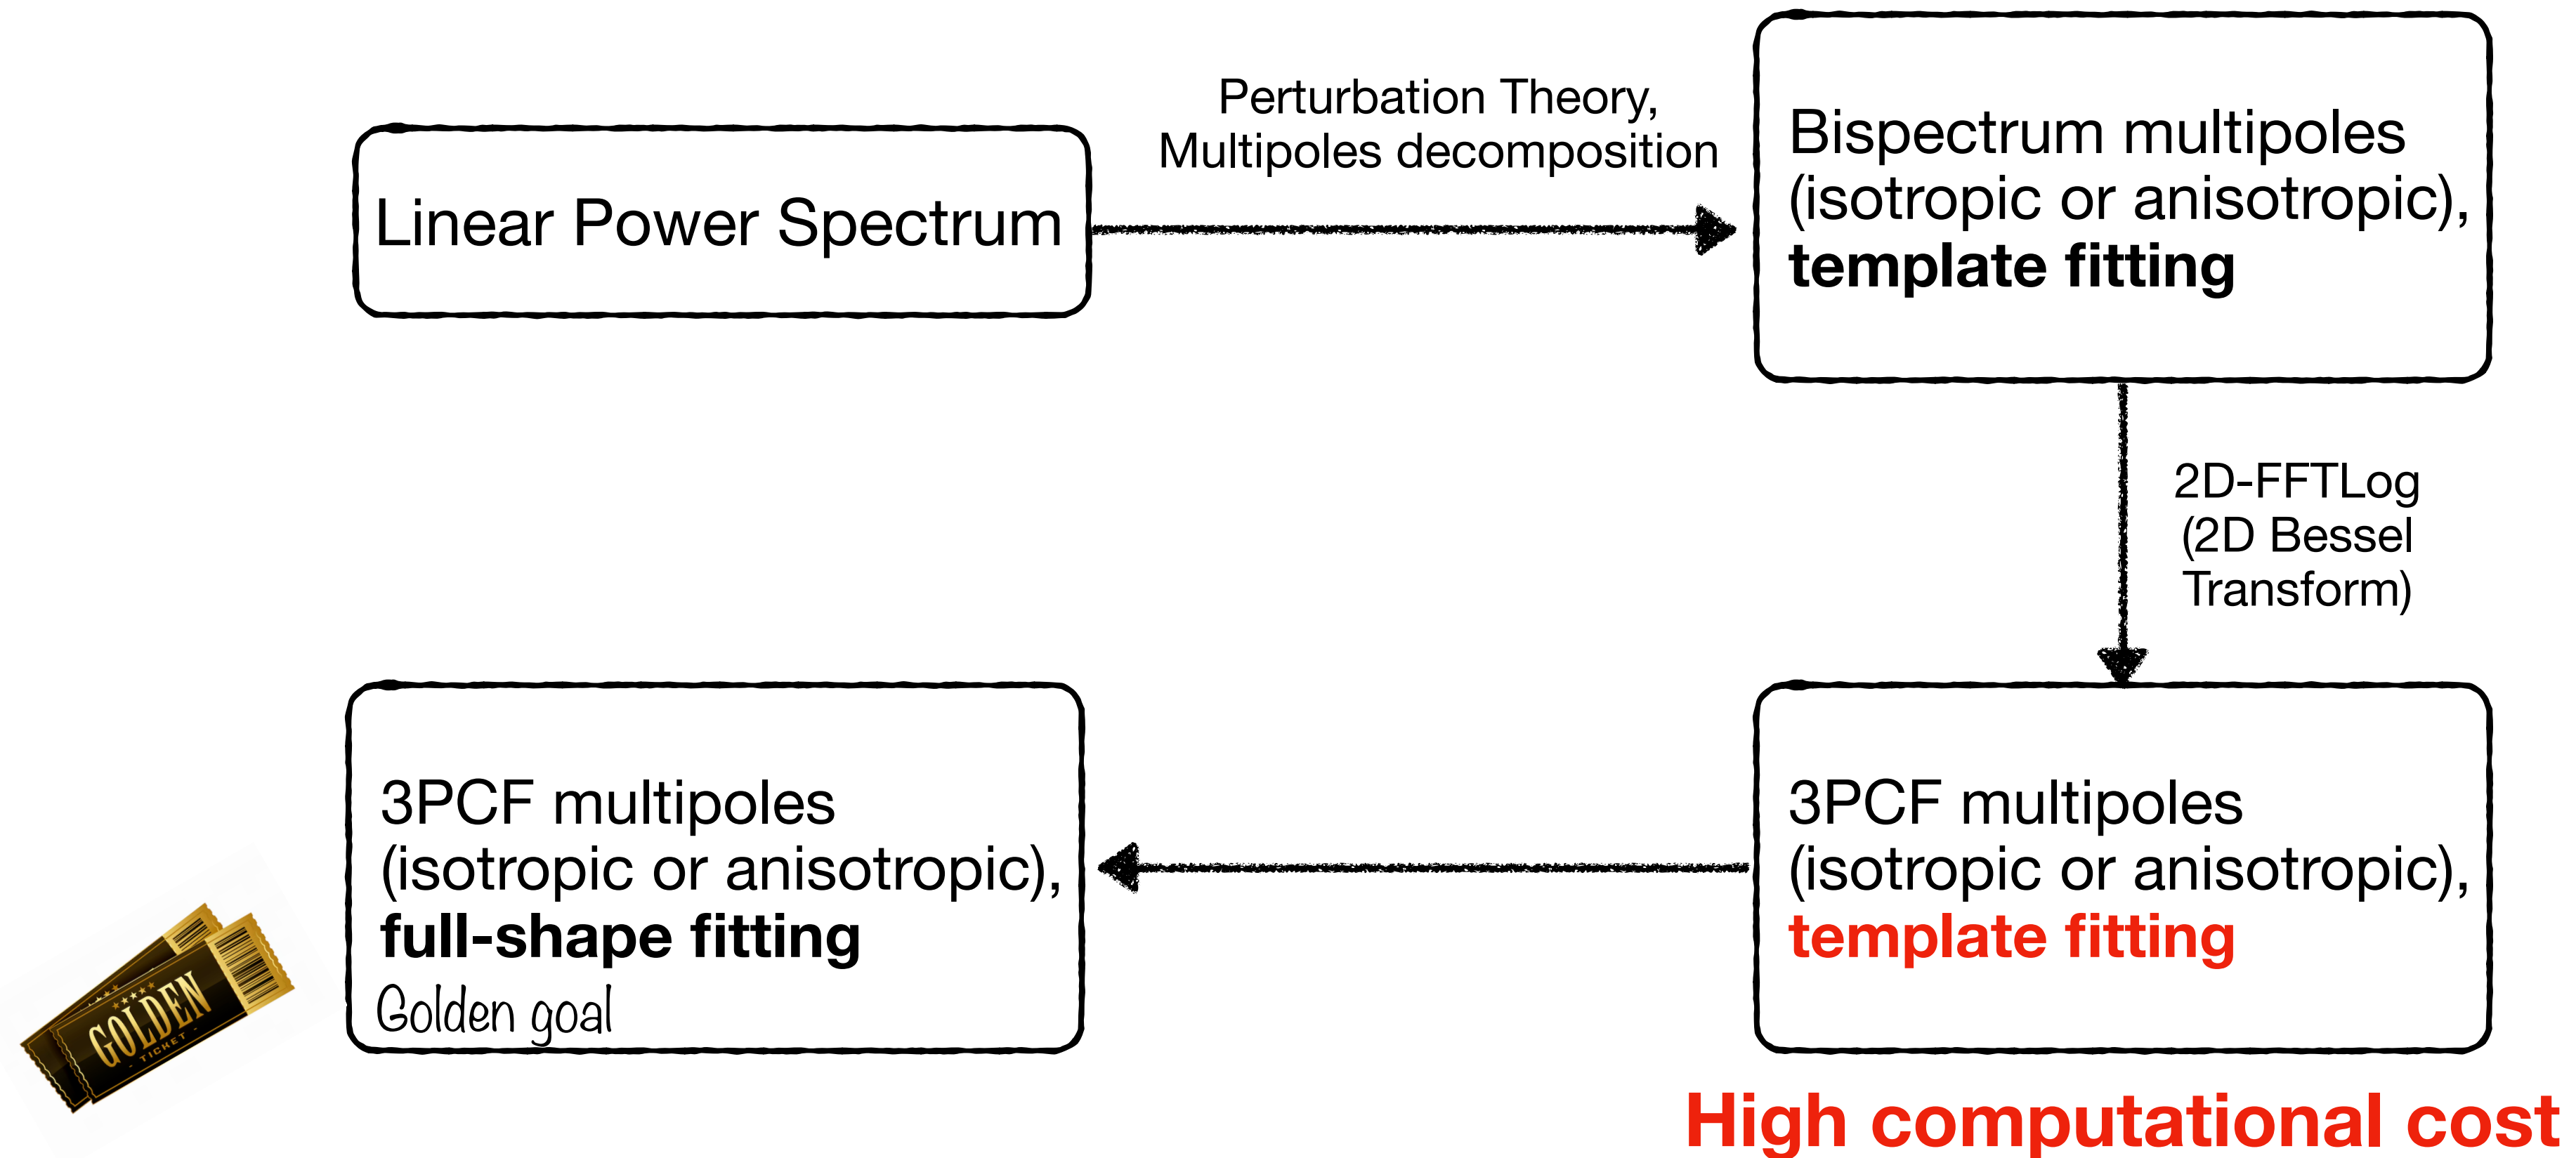 Linear Power Spectrum
Perturbation Theory,
Multipoles decomposition
Bispectrum multipoles
(isotropic or anisotropic),
template fitting
2D-FFTLog
(2D Bessel
Transform)
3PCF multipoles
(isotropic or anisotropic),
template fitting
High computational cost
3PCF multipoles
(isotropic or anisotropic),
full-shape fitting
Golden goal
GOLDEN
TICKET